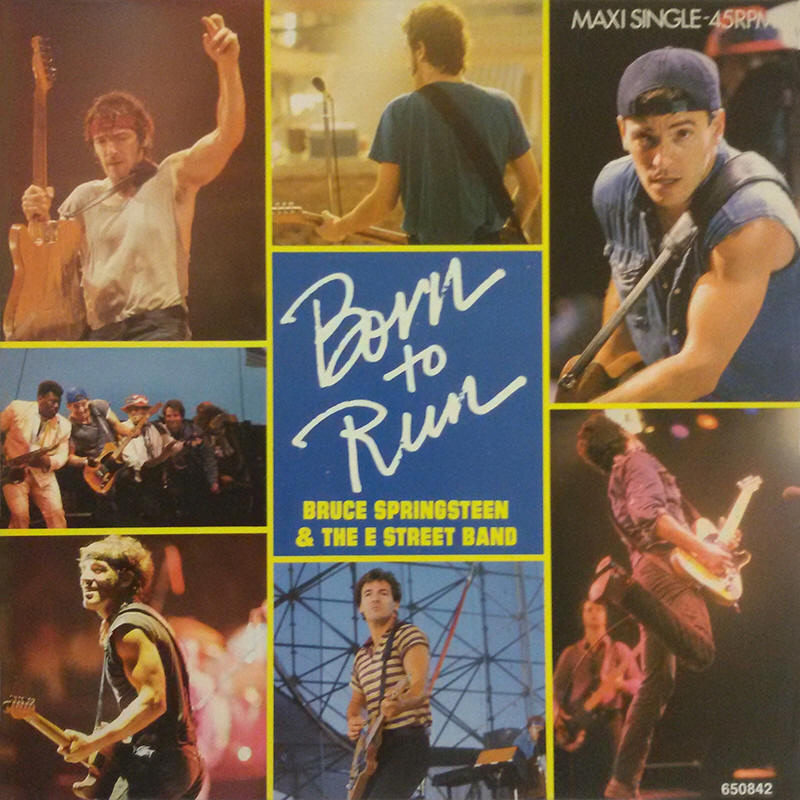 MAXI SINGLE-45RPM
Born
to
Run
BRUCE SPRINGSTEEN
& THE E STREET BAND
650842